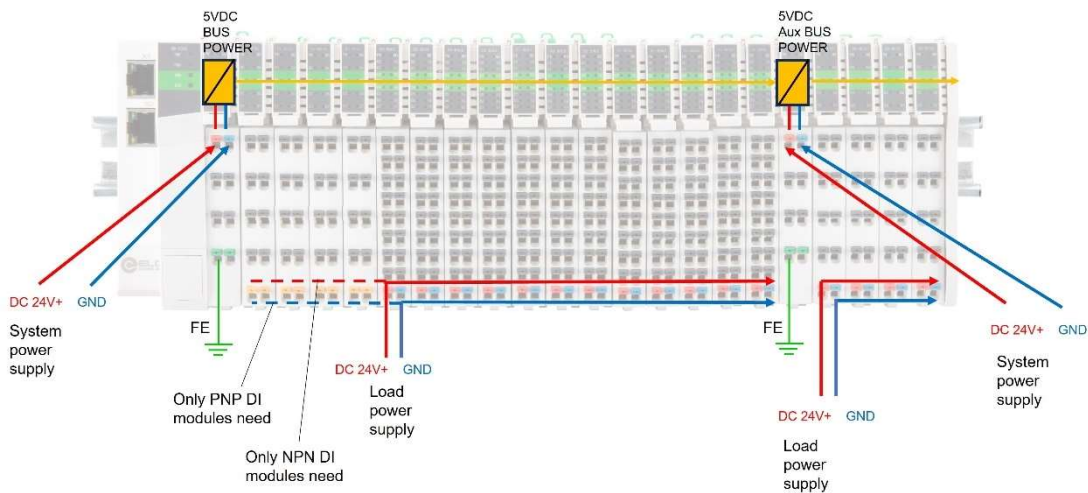 5VDC
BUS
POWER
5VDC
Aux BUS
POWER
DC 24V+ GND
System
power
supply
FE
Only PNP DI
modules need
Only NPN DI
modules need
DC 24V+ GND
Load
power
supply
FE
DC 24V+ GND
Load
power
supply
DC 24V+ GND
System
power
supply